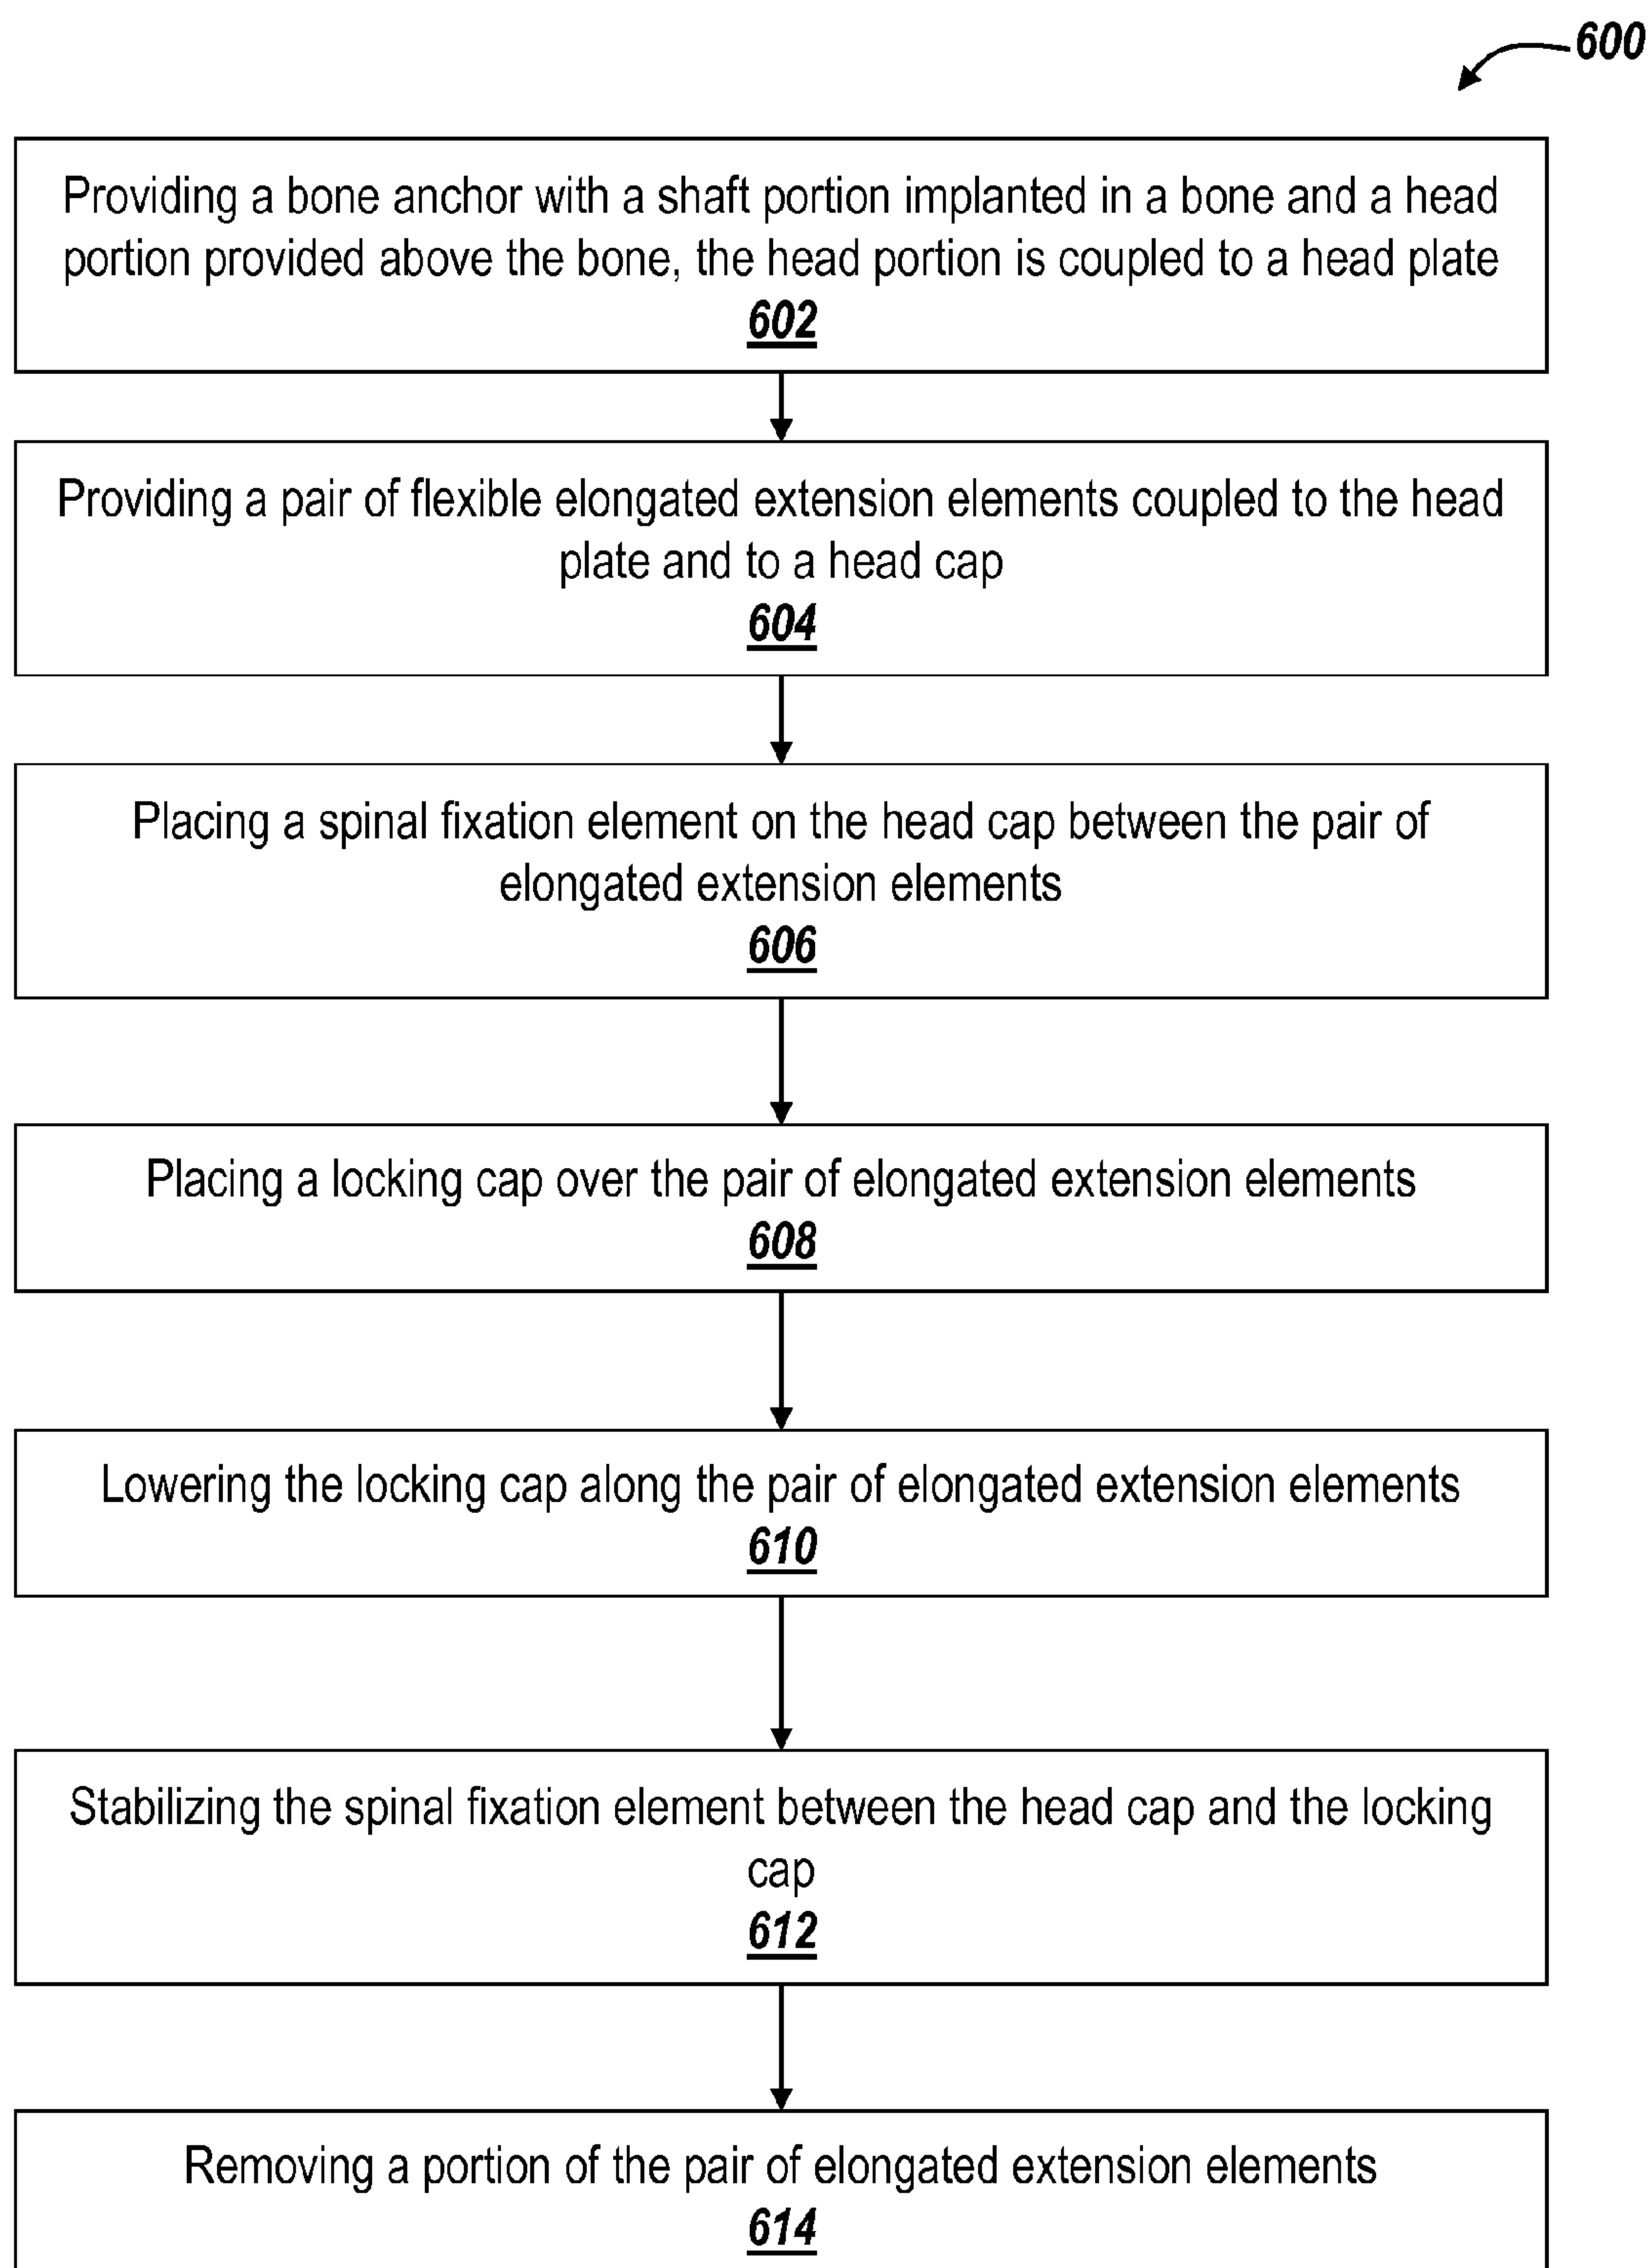 600
Providing a bone anchor with a shaft portion implanted in a bone and a head
portion provided above the bone, the head portion is coupled to a head plate
602
Providing a pair of flexible elongated extension elements coupled to the head
plate and to a head cap
604
Placing a spinal fixation element on the head cap between the pair of
elongated extension elements
606
Placing a locking cap over the pair of elongated extension elements
608
Lowering the locking cap along the pair of elongated extension elements
610
Stabilizing the spinal fixation element between the head cap and the locking
cap
612
Removing a portion of the pair of elongated extension elements
614